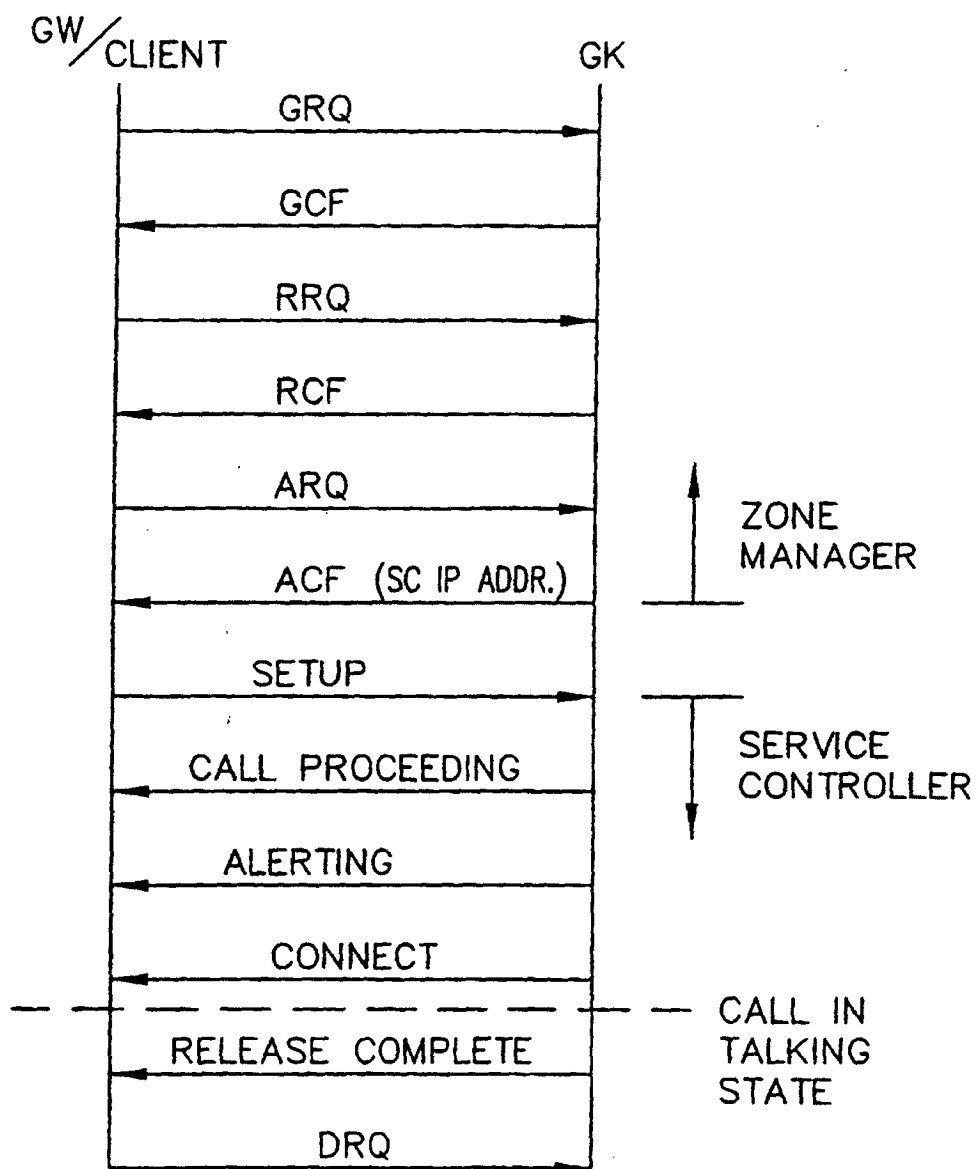 GW/CLIENT
GK
GRQ
GCF
RRQ
RCF
ARQ
ZONE
MANAGER
ACF (SC IP ADDR.)
SETUP
SERVICE
CONTROLLER
CALL PROCEEDING
ALERTING
CONNECT
CALL IN
TALKING
STATE
RELEASE COMPLETE
DRQ